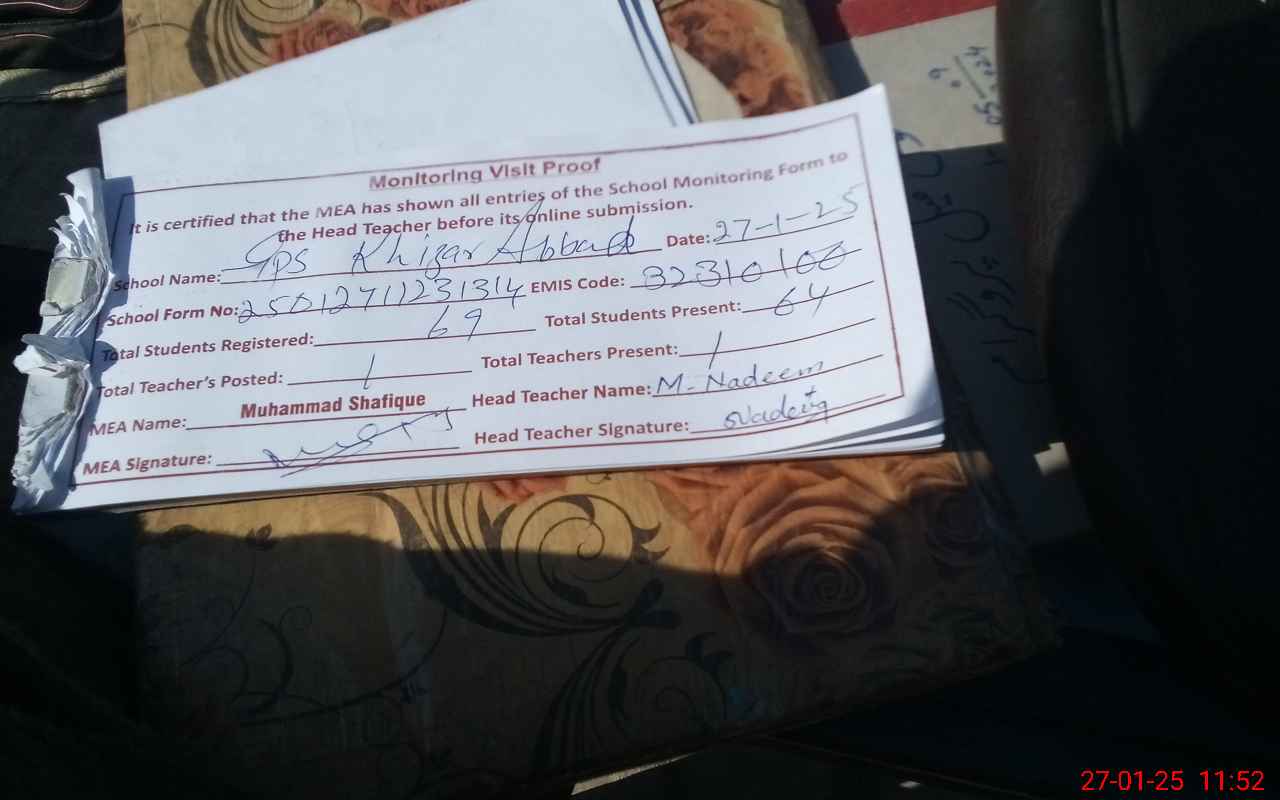 Monitoring Visit Proof
It is certified that the MEA has shown all entries of the School Monitoring Form to
the Head Teacher before its online submission.
School Name: GPS Khizar Abbad Date: 27-1-25
School Form No: 25012711231314 EMIS Code: 32310100
Total Students Registered: 69 Total Students Present: 64
Total Teacher's Posted: 1 Total Teachers Present: 1
MEA Name: Muhammad Shafique Head Teacher Name: M. Nadeem
MEA Signature: Head Teacher Signature:
27-01-25 11:52